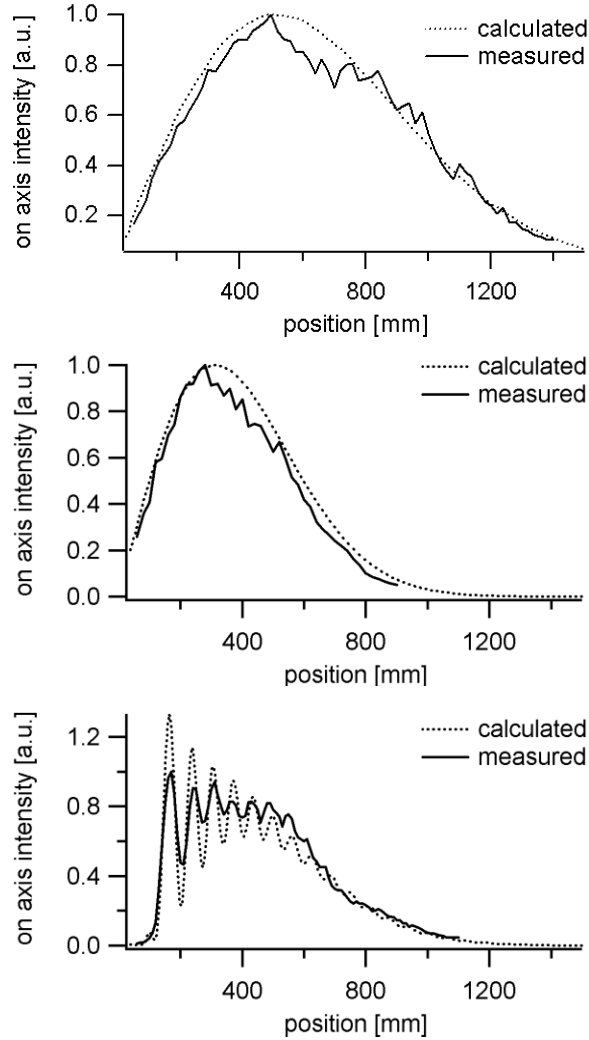 on axis intensity [a.u.]
1.0
0.8
0.6
0.4
0.2
calculated
measured
400
800
1200
position [mm]
on axis intensity [a.u.]
1.0
0.8
0.6
0.4
0.2
0.0
calculated
measured
400
800
1200
position [mm]
on axis intensity [a.u.]
1.2
0.8
0.4
0.0
calculated
measured
400
800
1200
position [mm]